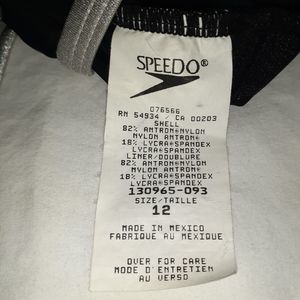 SPEEDO®
076566
RN 54934 / CA 00203
SHELL
82% ANTRON®NYLON
NYLON ANTRON®
18% LYCRA®SPANDEX
LYCRA®SPANDEX
LINER/DOUBLURE
82% ANTRON®NYLON
NYLON ANTRON®
18% LYCRA®SPANDEX
LYCRA®SPANDEX
130965-093
SIZE/TAILLE
12
MADE IN MEXICO
FABRIQUE AU MEXIQUE
OVER FOR CARE
MODE D'ENTRETIEN
AU VERSO